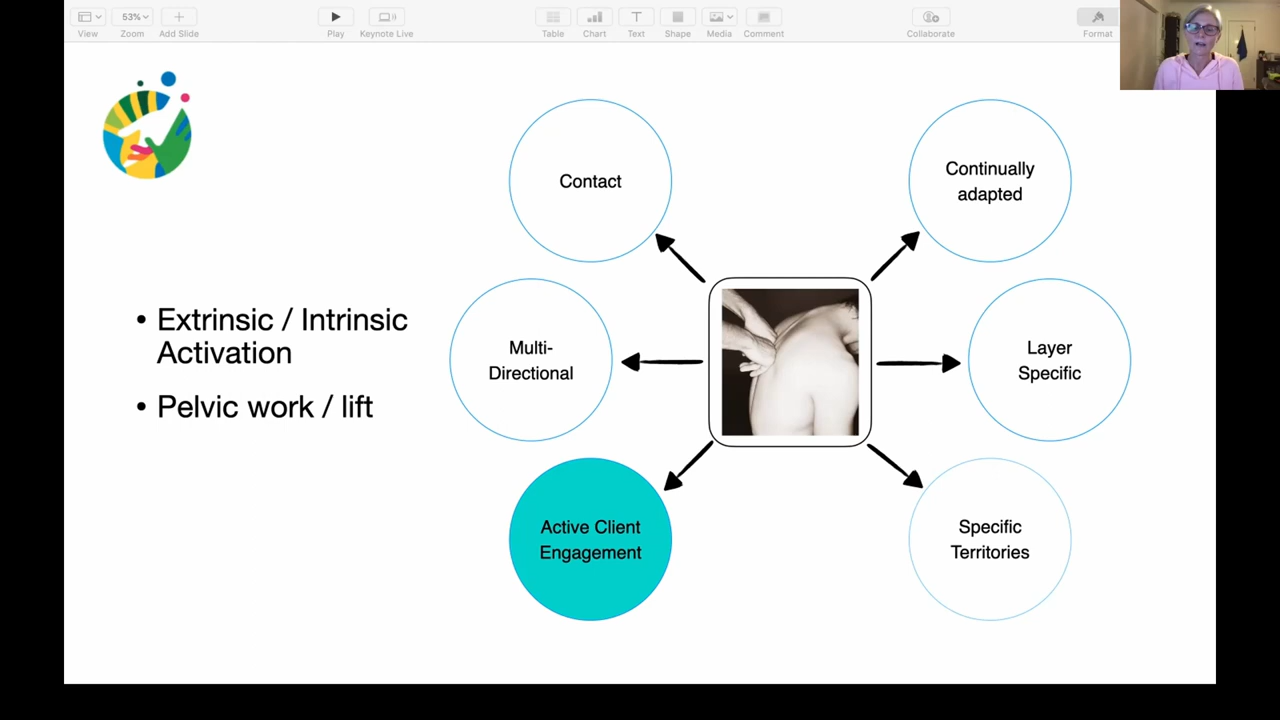 53%
View
Zoom
Add Slide
Play
Keynote Live
Table
Chart
Text
Shape
Media
Comment
Collaborate
Format
Contact
Continually
adapted
• Extrinsic / Intrinsic
Activation
• Pelvic work / lift
Multi-
Directional
Layer
Specific
Active Client
Engagement
Specific
Territories